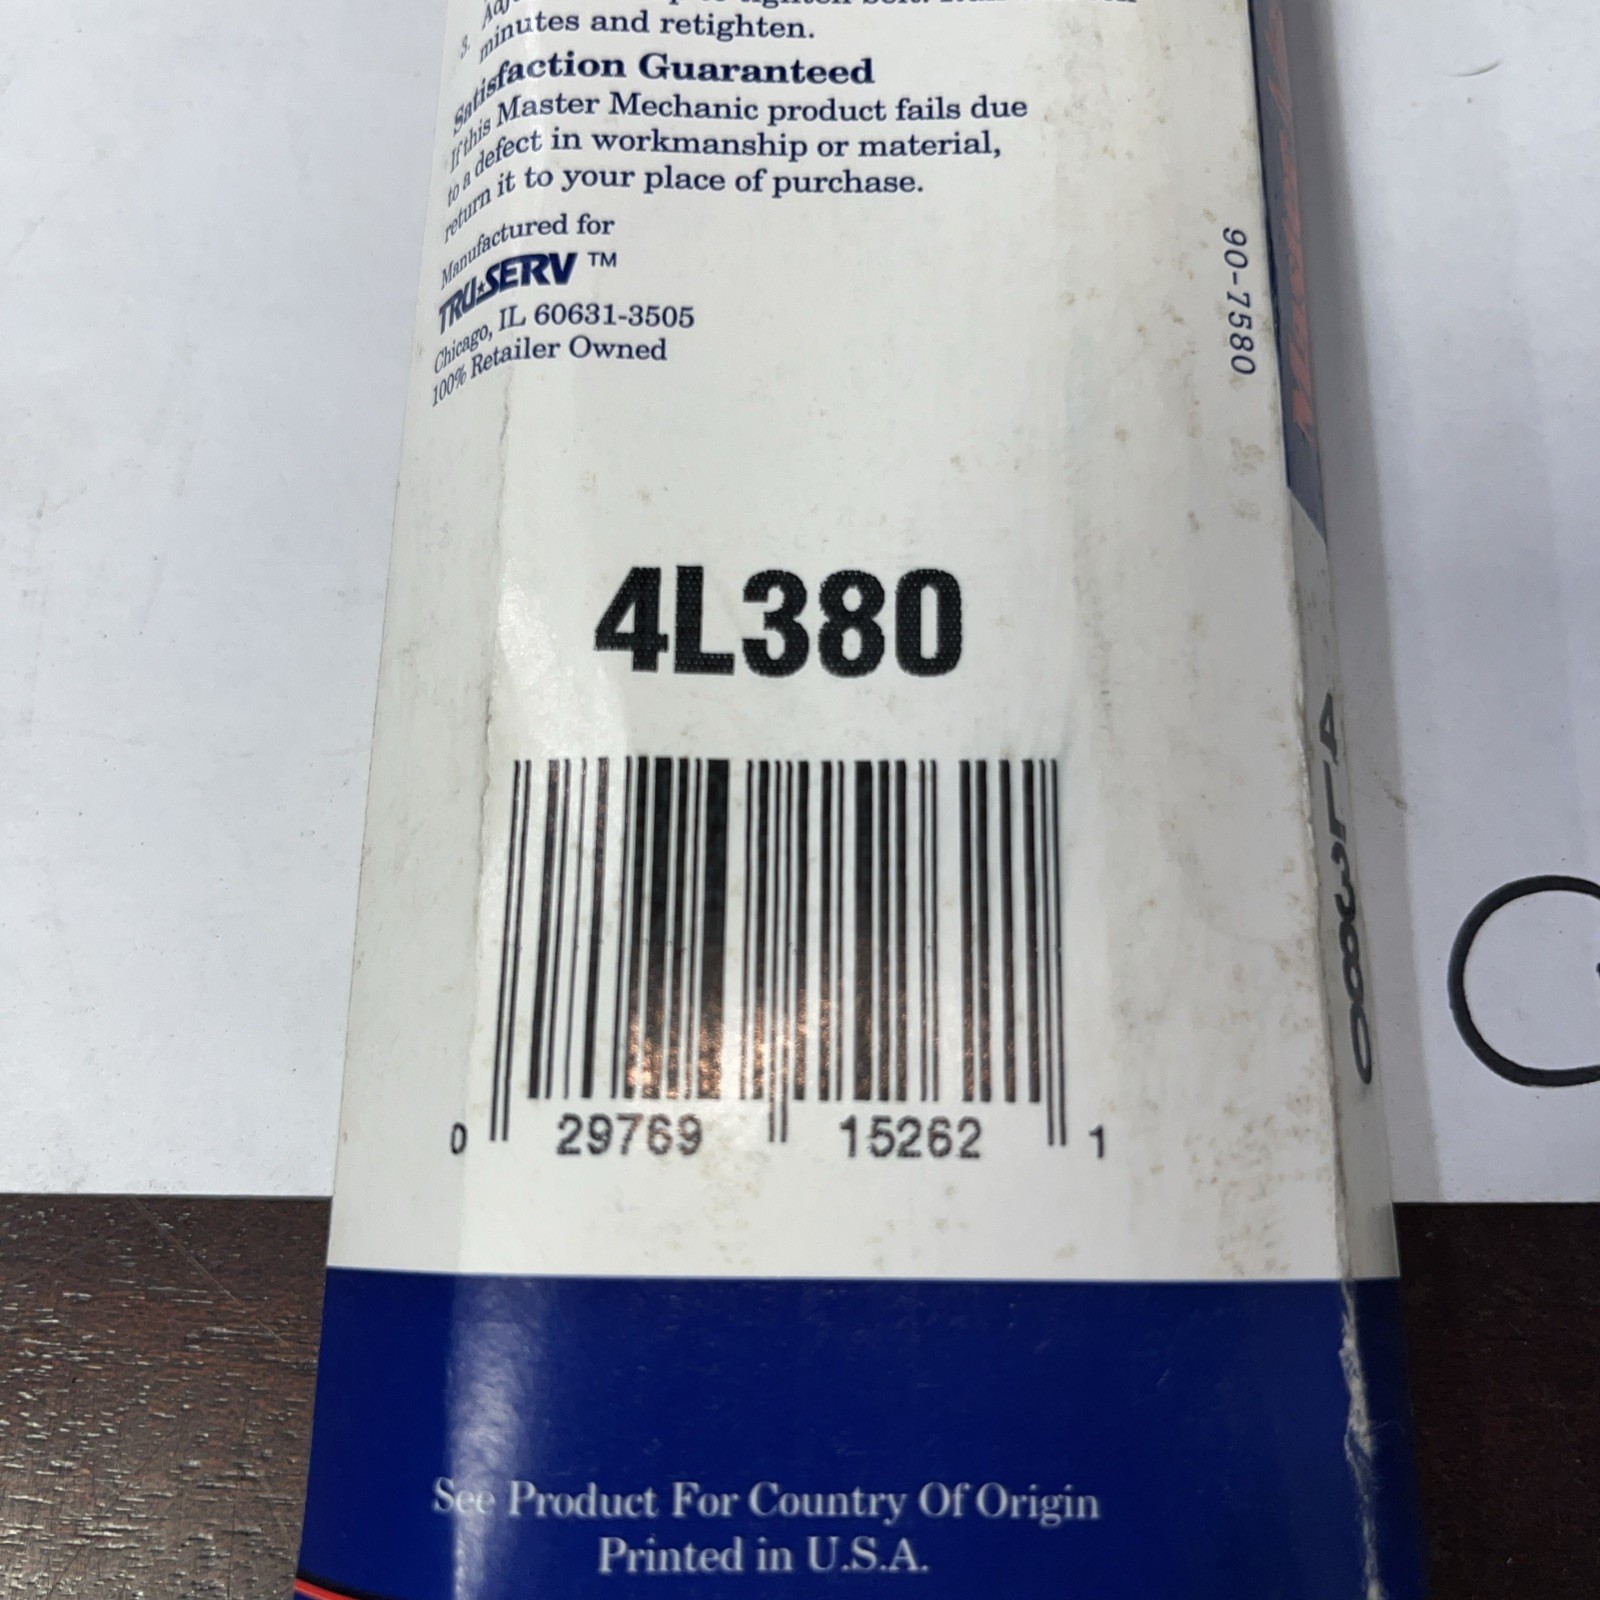 3. minutes and retighten.
Satisfaction Guaranteed
If this Master Mechanic product fails due
to a defect in workmanship or material,
return it to your place of purchase.
Manufactured for
TRU★SERV ™
Chicago, IL 60631-3505
100% Retailer Owned
90-7580
4L380
4L380
0 29769 15262 1
See Product For Country Of Origin
Printed in U.S.A.